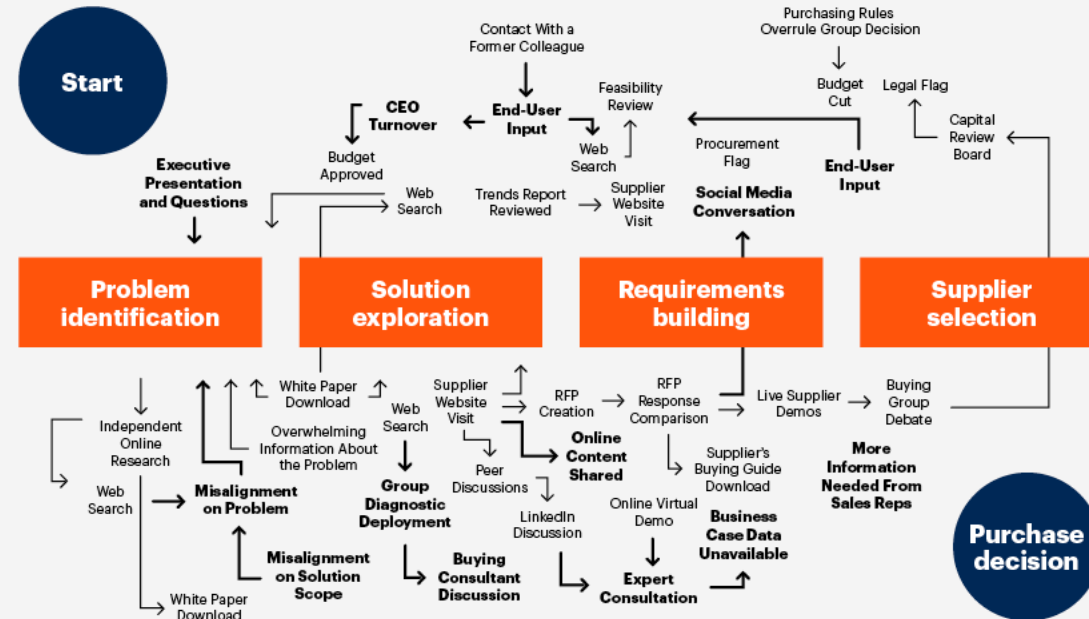 Start
Contact With a
Former Colleague
Purchasing Rules
Overrule Group Decision
CEO
Turnover
End-User
Input
Feasibility
Review
Budget
Cut
Legal Flag
Budget
Approved
Web
Search
Procurement
Flag
End-User
Input
Capital
Review
Board
Executive
Presentation
and Questions
Web
Search
Trends Report
Reviewed
Supplier
Website
Visit
Social Media
Conversation
Problem
identification
Solution
exploration
Requirements
building
Supplier
selection
Independent
Online
Research
White Paper
Download
Overwhelming
Information About
the Problem
Web
Search
Supplier
Website
Visit
RFP
Creation
RFP
Response
Comparison
Live Supplier
Demos
Buying
Group
Debate
Web
Search
Misalignment
on Problem
Group
Diagnostic
Deployment
Peer
Discussions
Online
Content
Shared
Supplier's
Buying Guide
Download
More
Information
Needed From
Sales Reps
LinkedIn
Discussion
Online Virtual
Demo
Business
Case Data
Unavailable
Misalignment
on Solution
Scope
Buying
Consultant
Discussion
Expert
Consultation
White Paper
Download
Purchase
decision